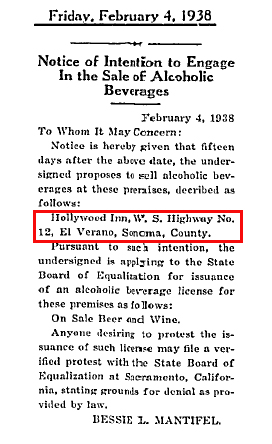 Friday, February 4, 1938
Notice of Intention to Engage
In the Sale of Alcoholic
Beverages
February 4, 1938
To Whom It May Concern:
Notice is hereby given that fifteen
days after the above date, the under-
signed proposes to sell alcoholic bev-
erages at these premises, decribed as
follows:
Hollywood Inn, W. S. Highway No.
12, El Verano, Sonoma, County.
Pursuant to such intention, the
undersigned is applying to the State
Board of Equalization for issuance
of an alcoholic beverage license for
these premises as follows:
On Sale Beer and Wine.
Anyone desiring to protest the is-
suance of such license may file a ver-
ified protest with the State Board of
Equalization at Sacramento, Califor-
nia, stating grounds for denial as pro-
vided by law.
BESSIE L. MANTIFEL.